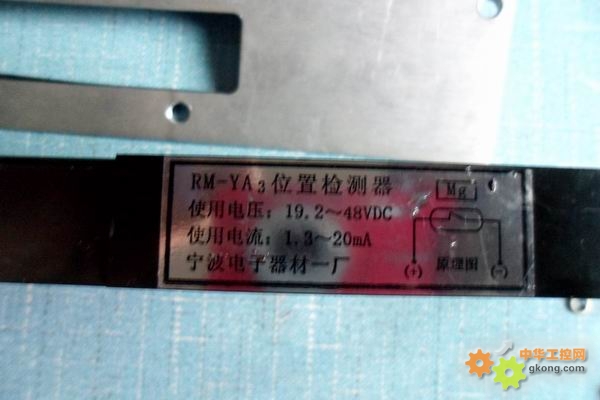 RM-YA₃位置检测器
使用电压: 19.2～48VDC
使用电流: 1.3～20mA
宁波电子器材一厂
Mg
(+) 原理图 (-)
中华工控网
gkong.com